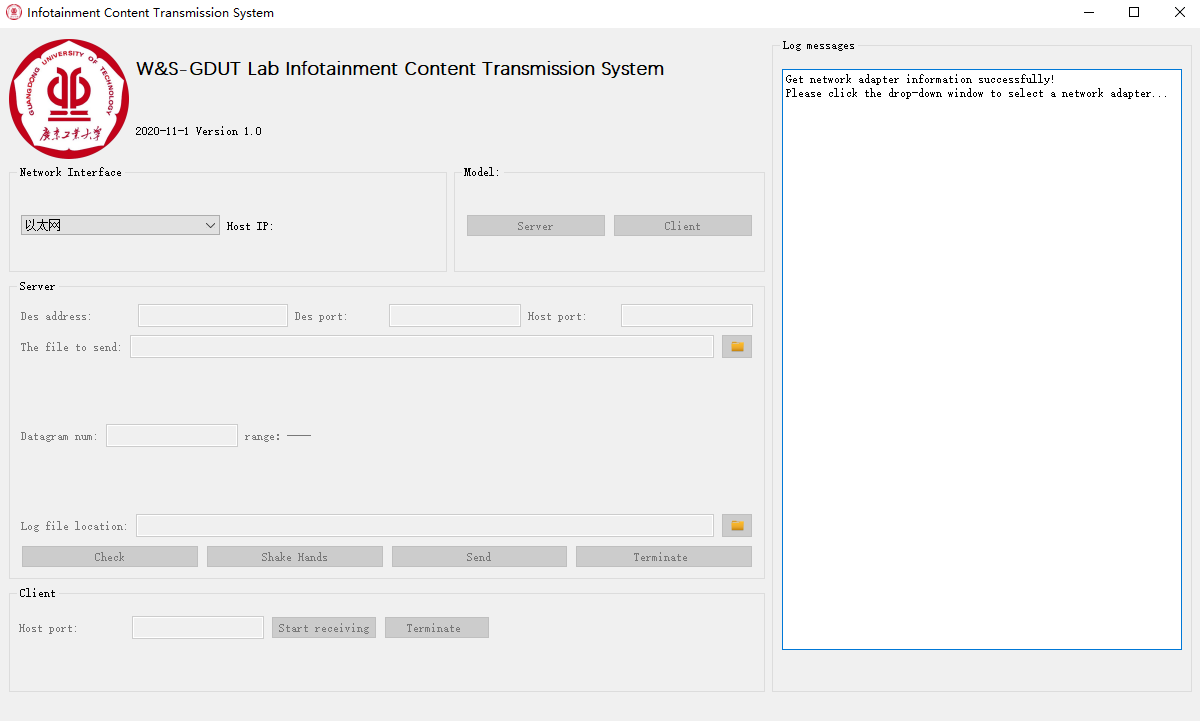 Infotainment Content Transmission System
GUANGDONG UNIVERSITY OF TECHNOLOGY
广东工业大学
W&S-GDUT Lab Infotainment Content Transmission System
2020-11-1 Version 1.0
Network Interface
以太网
Host IP:
Model:
Server
Client
Server
Des address:
Des port:
Host port:
The file to send:
Datagram num:
range: ——
Log file location:
Check
Shake Hands
Send
Terminate
Client
Host port:
Start receiving
Terminate
Log messages
Get network adapter information successfully!
Please click the drop-down window to select a network adapter...